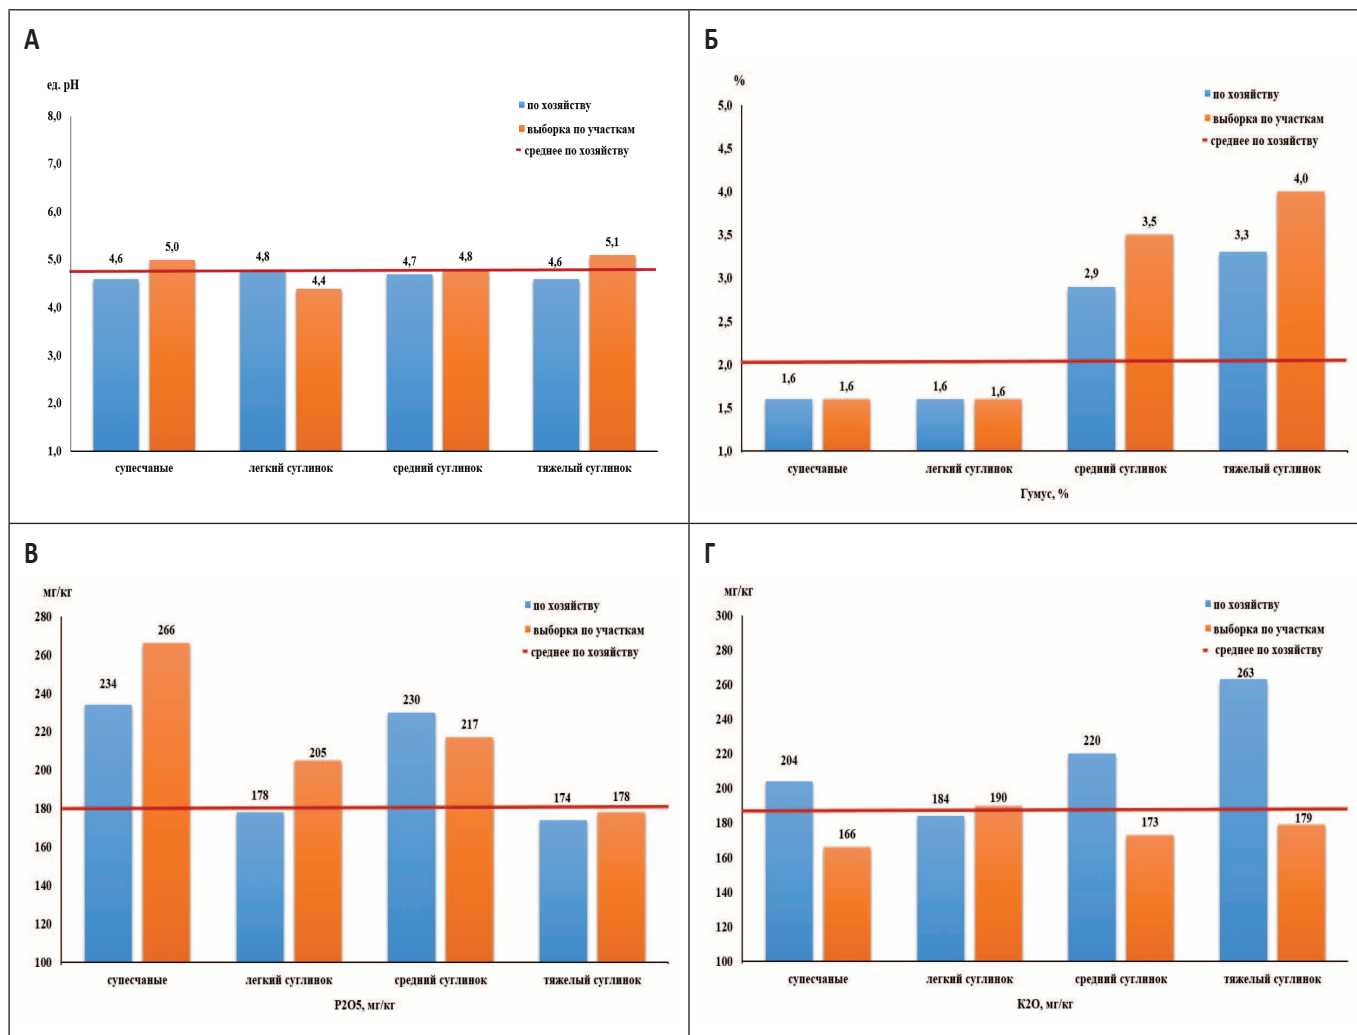 А
ед. pH
по хозяйству
выборка по участкам
среднее по хозяйству
8,0
7,0
6,0
5,0
4,0
3,0
2,0
1,0
4,6 5,0 4,8 4,4 4,7 4,8 4,6 5,1
супесчаные легкий суглинок средний суглинок тяжелый суглинок
Б
%
по хозяйству
выборка по участкам
среднее по хозяйству
5,0
4,5
4,0
3,5
3,0
2,5
2,0
1,5
1,0
1,6 1,6 1,6 1,6 2,9 3,5 3,3 4,0
супесчаные легкий суглинок средний суглинок тяжелый суглинок
Гумус, %
В
мг/кг
по хозяйству
выборка по участкам
среднее по хозяйству
280
260
240
220
200
180
160
140
120
100
234 266 178 205 230 217 174 178
супесчаные легкий суглинок средний суглинок тяжелый суглинок
P2O5, мг/кг
Г
мг/кг
по хозяйству
выборка по участкам
среднее по хозяйству
300
280
260
240
220
200
180
160
140
120
100
204 166 184 190 220 173 263 179
супесчаные легкий суглинок средний суглинок тяжелый суглинок
K2O, мг/кг